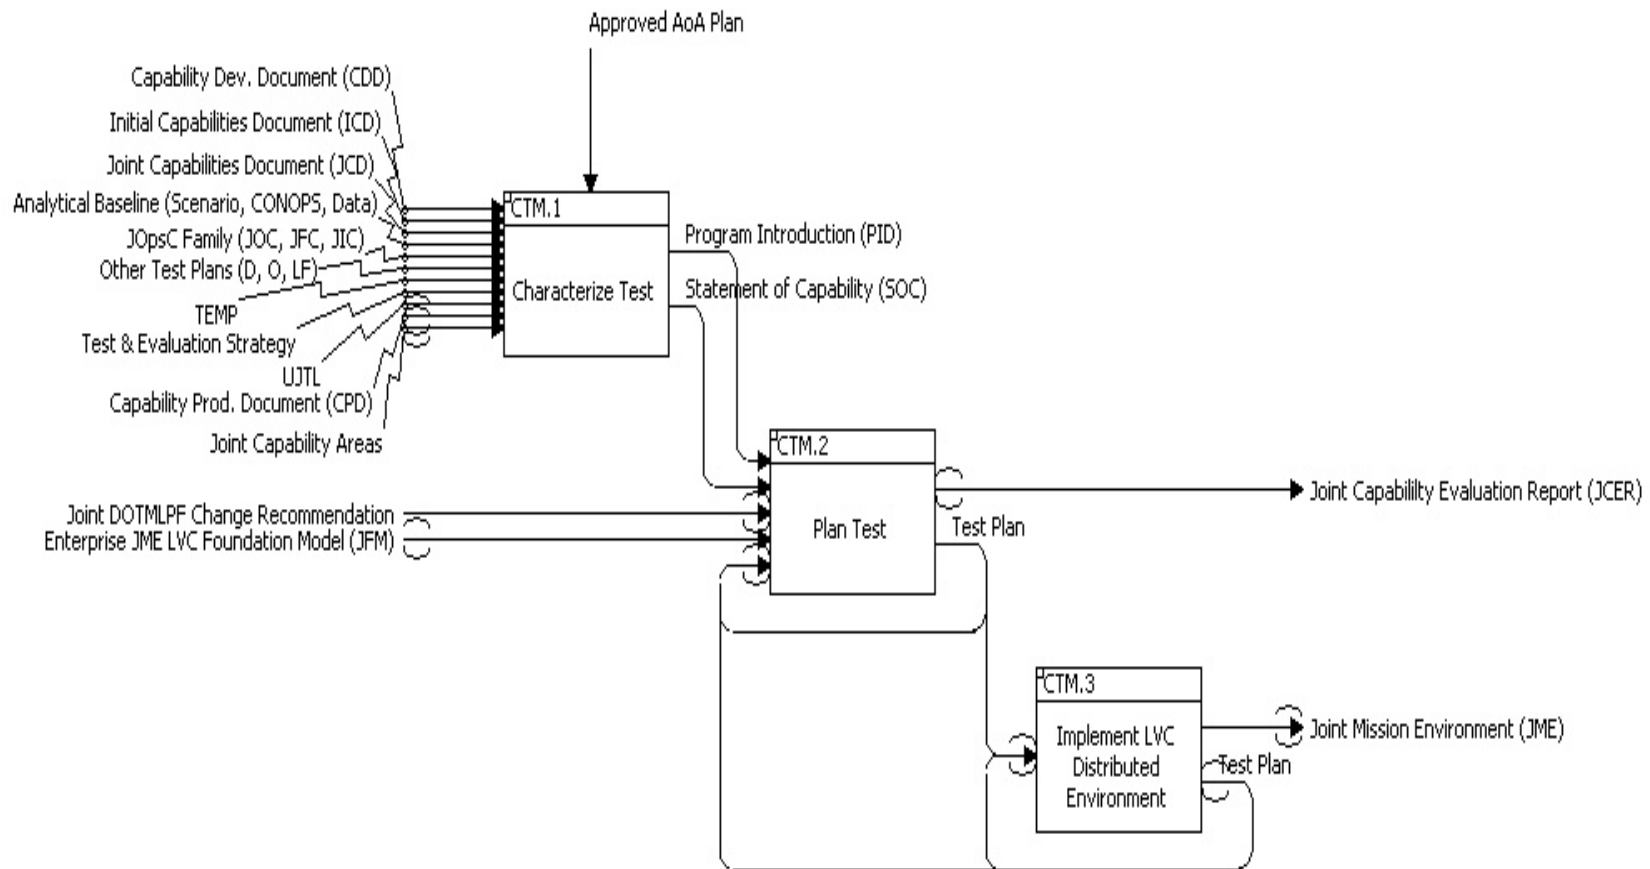 Approved AoA Plan
Capability Dev. Document (CDD)
Initial Capabilities Document (ICD)
Joint Capabilities Document (JCD)
Analytical Baseline (Scenario, CONOPS, Data)
JOpsC Family (JOC, JFC, JIC)
Other Test Plans (D, O, LF)
TEMP
Test & Evaluation Strategy
UJTL
Capability Prod. Document (CPD)
Joint Capability Areas
CTM.1
Characterize Test
Program Introduction (PID)
Statement of Capability (SOC)
Joint DOTMLPF Change Recommendation
Enterprise JME LVC Foundation Model (JFM)
CTM.2
Plan Test
Joint Capabililty Evaluation Report (JCER)
Test Plan
CTM.3
Implement LVC
Distributed
Environment
Joint Mission Environment (JME)
Test Plan